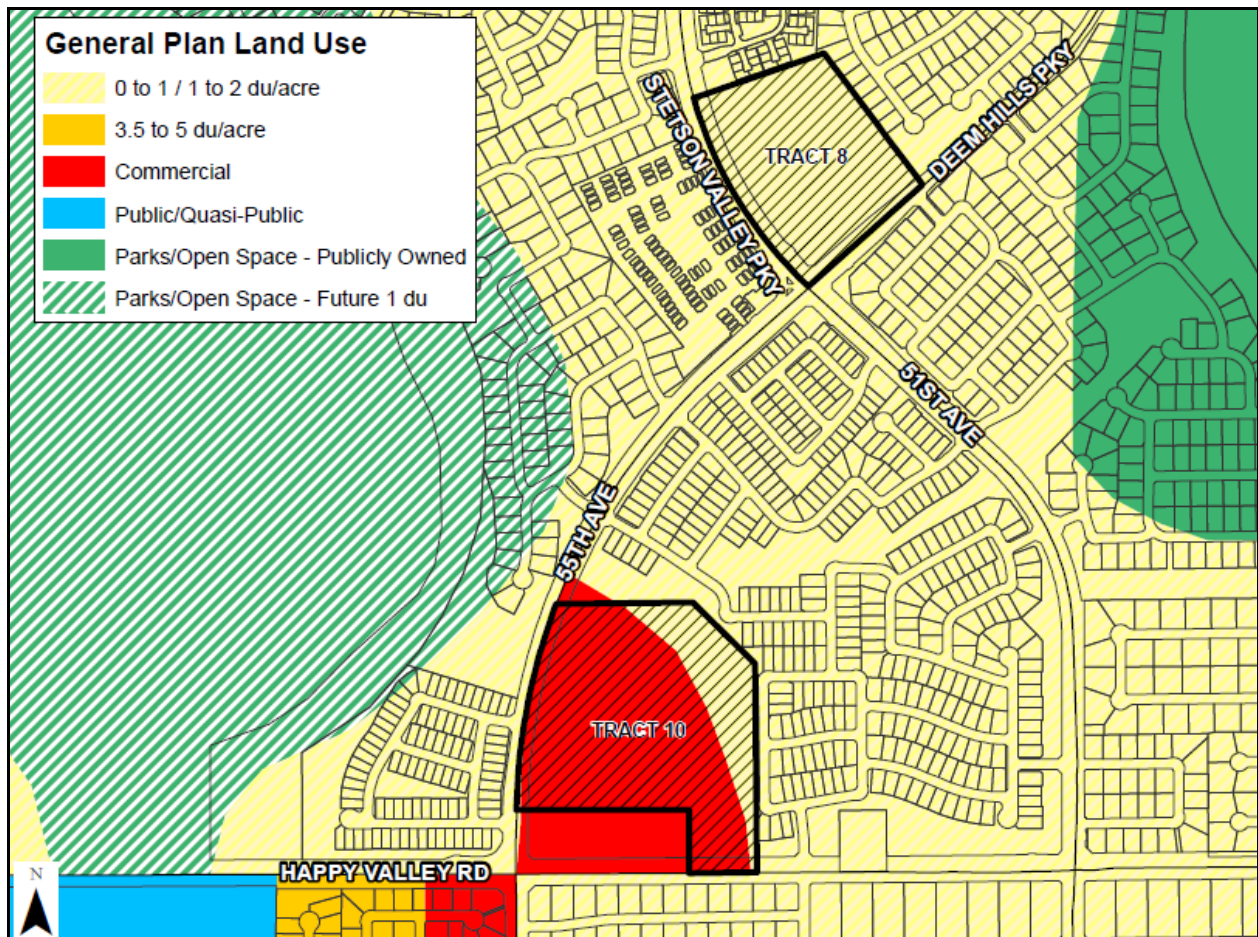 General Plan Land Use
0 to 1 / 1 to 2 du/acre
3.5 to 5 du/acre
Commercial
Public/Quasi-Public
Parks/Open Space - Publicly Owned
Parks/Open Space - Future 1 du
STETSON VALLEY PKY
TRACT 8
DEEM HILLS PKY
51ST AVE
55TH AVE
TRACT 10
HAPPY VALLEY RD
N